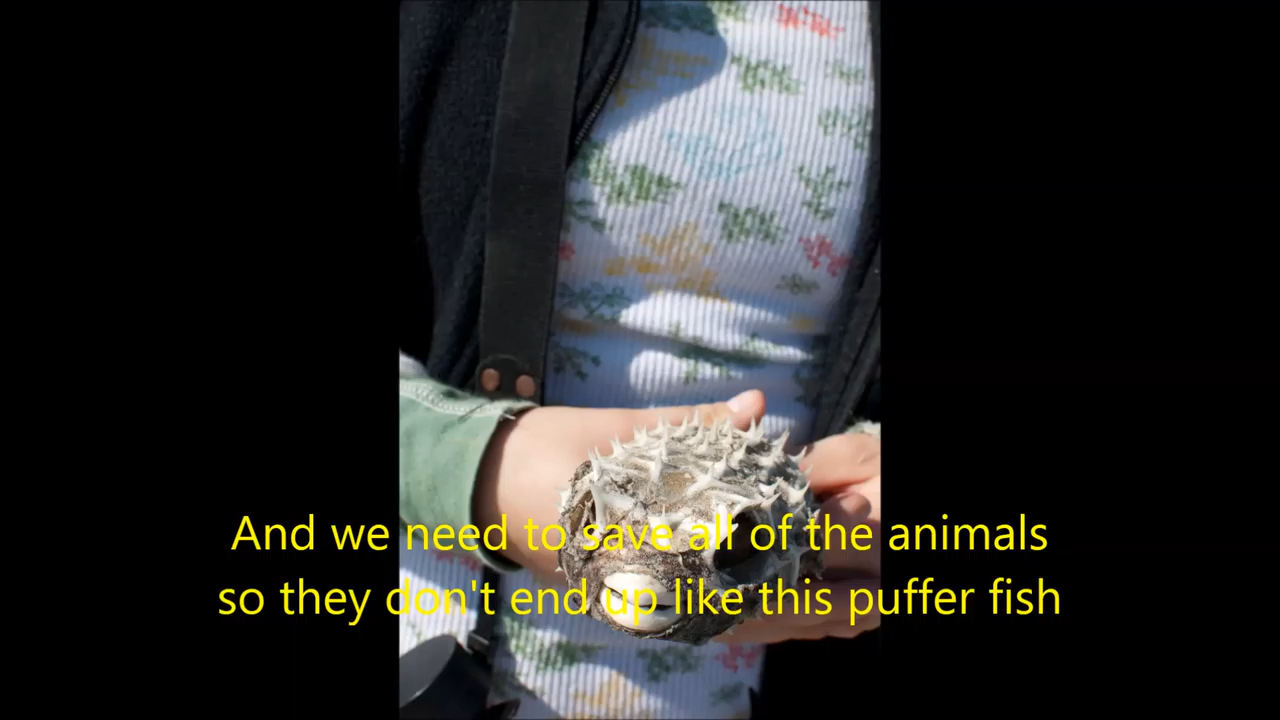 And we need to save all of the animals
so they don't end up like this puffer fish